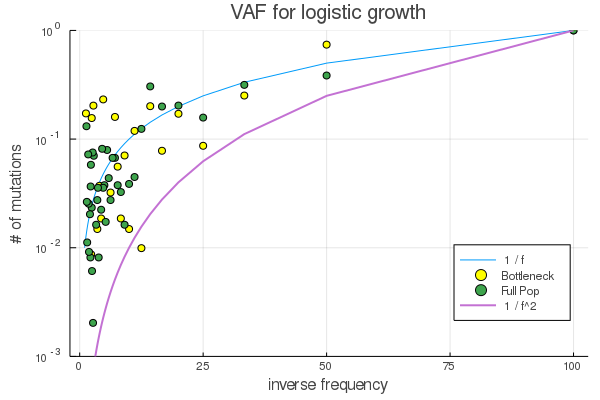 VAF for logistic growth
# of mutations
10^0
10^-1
10^-2
10^-3
0
25
50
75
100
inverse frequency
1 / f
Bottleneck
Full Pop
1 / f^2